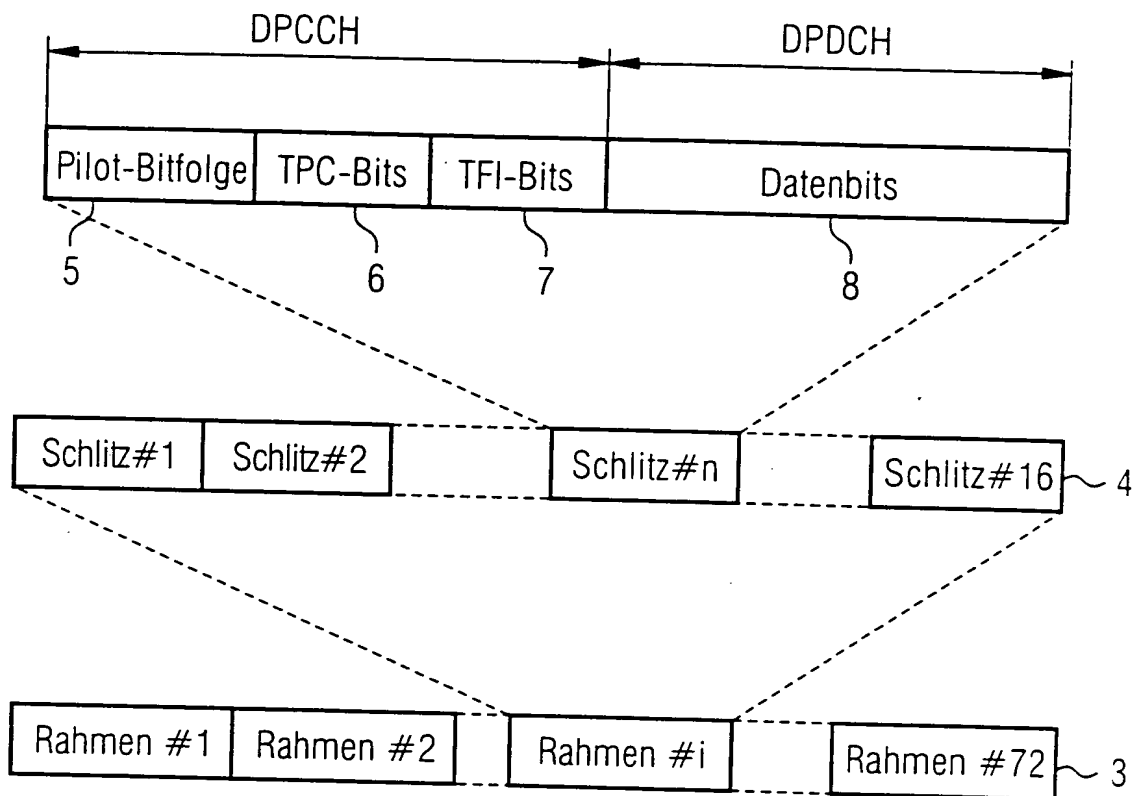 DPCCH DPDCH
Pilot-Bitfolge TPC-Bits TFI-Bits Datenbits
5 6 7 8
Schlitz#1 Schlitz#2 Schlitz#n Schlitz#16 4
Rahmen #1 Rahmen #2 Rahmen #i Rahmen #72 3